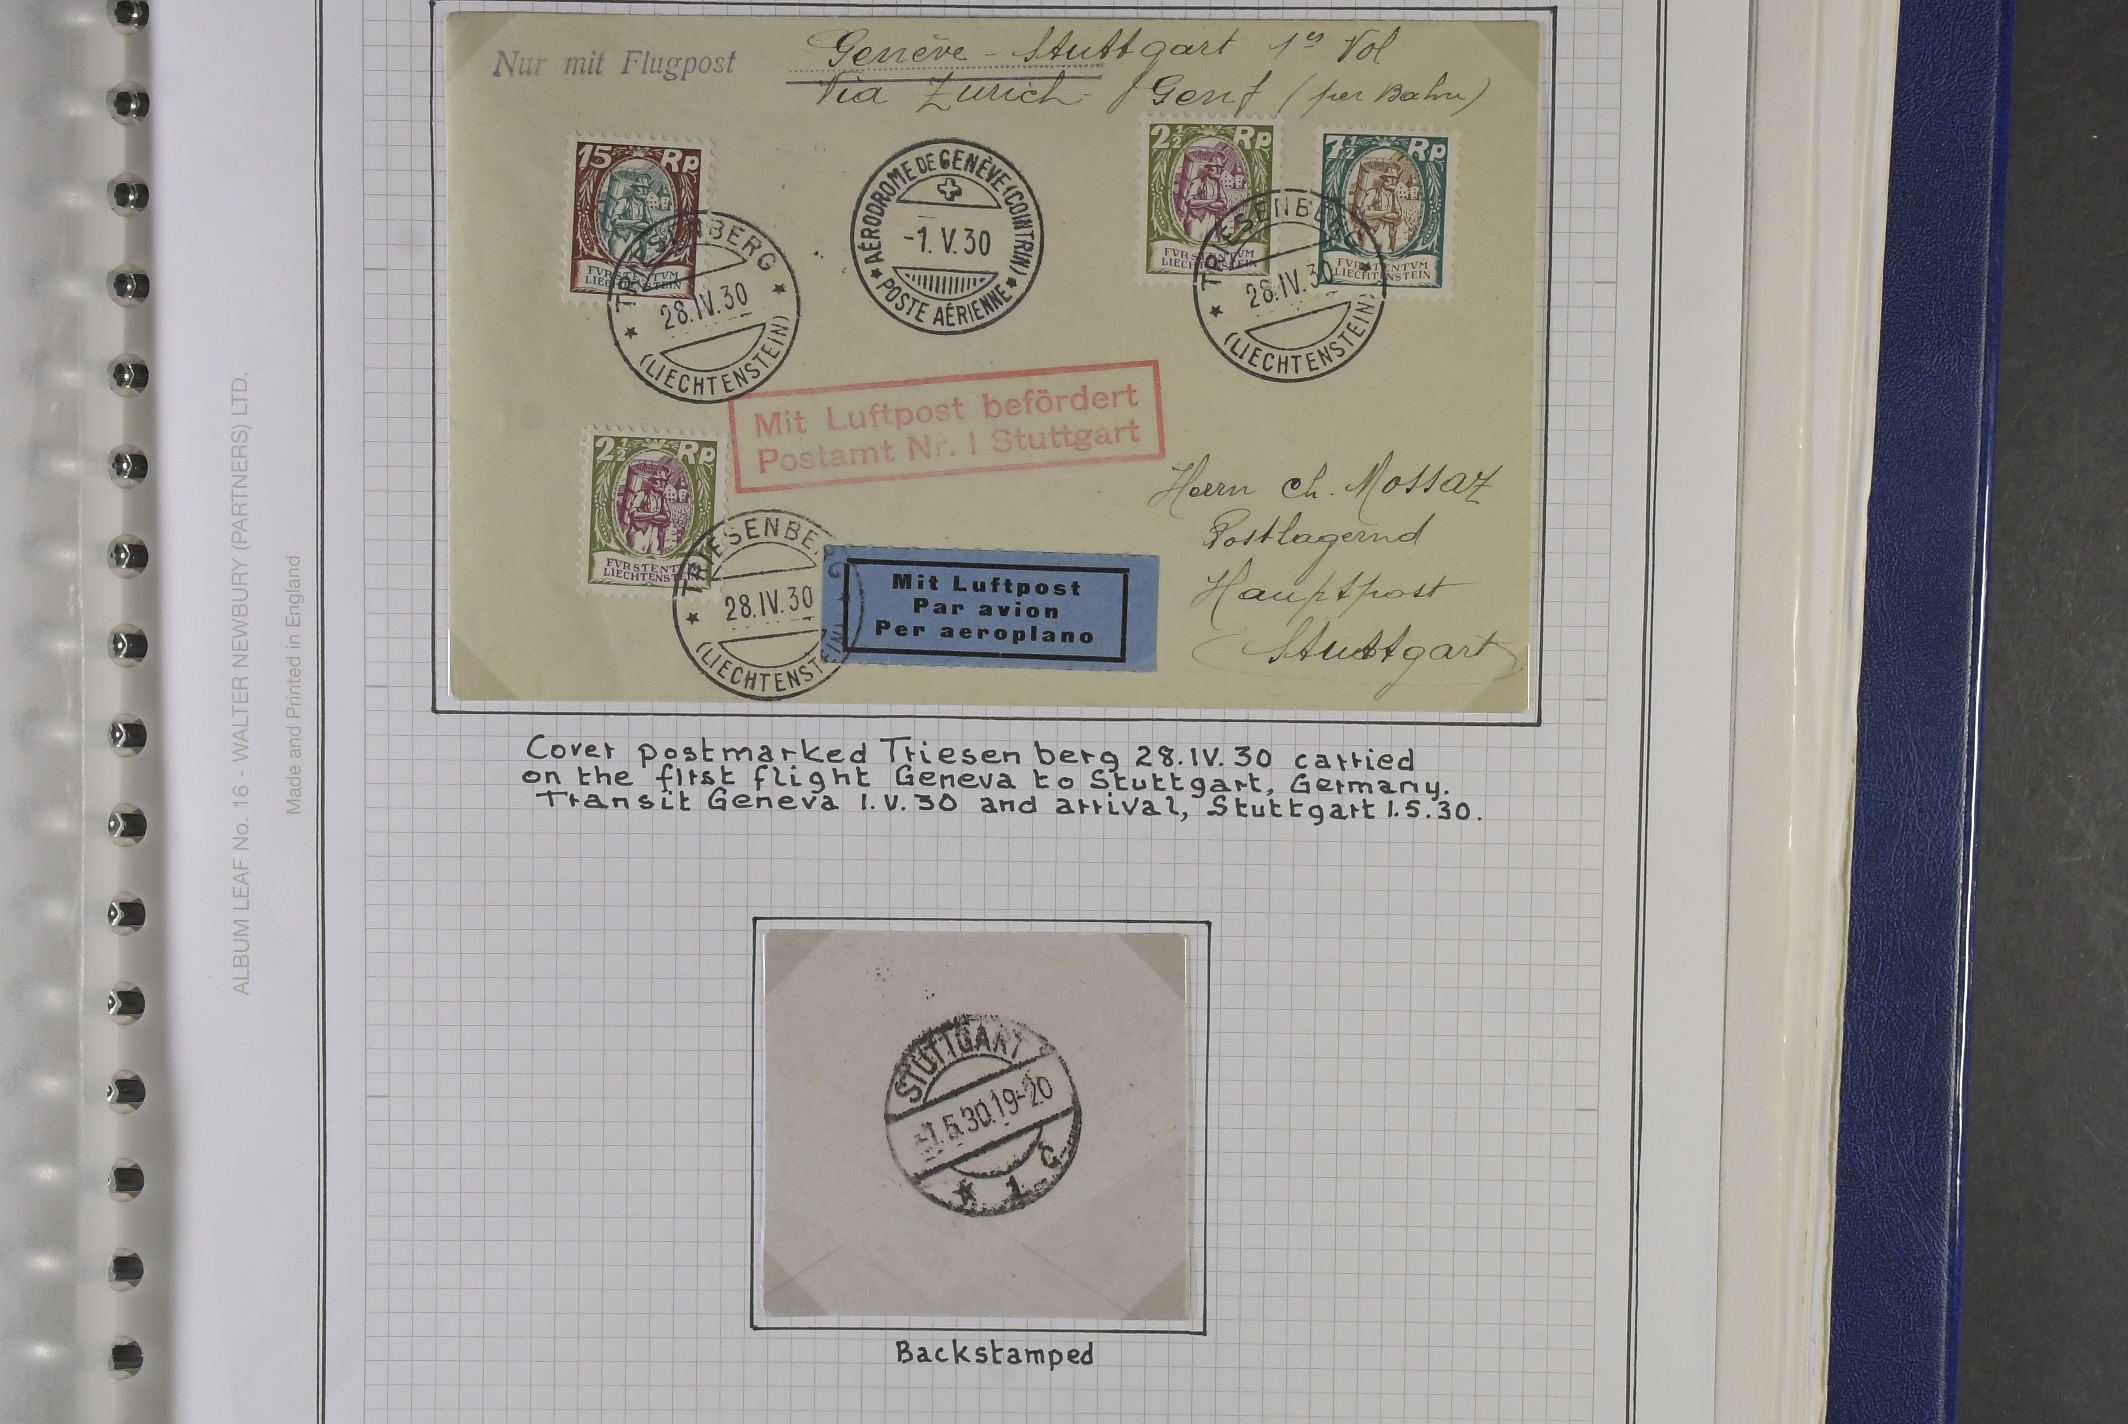 Nur mit Flugpost
Genève - Stuttgart 1er Vol
Via Zürich - Genf (per Bahn)
15 Rp
FVRSTENTVM
LIECHTENSTEIN
TRIESENBERG
28.IV.30
(LIECHTENSTEIN)
AÉRODROME DE GENÈVE (COINTRIN)
-1.V.30
POSTE AÉRIENNE
2½ Rp
FVRSTENTVM
LIECHTENSTEIN
7½ Rp
FVRSTENTVM
LIECHTENSTEIN
TRIESENBERG
28.IV.30
(LIECHTENSTEIN)
Mit Luftpost befördert
Postamt Nr. 1 Stuttgart
2½ Rp
FVRSTENTVM
LIECHTENSTEIN
TRIESENBERG
28.IV.30
(LIECHTENSTEIN)
Mit Luftpost
Par avion
Per aeroplano
Herrn Ch. Mossaz
Postlagernd
Hauptpost
Stuttgart
Cover postmarked Triesenberg 28.IV.30 carried
on the first flight Geneva to Stuttgart, Germany.
Transit Geneva 1.V.30 and arrival, Stuttgart 1.5.30.
STUTTGART
-1.5.30.19-20
1 c
Backstamped
ALBUM LEAF No. 16 - WALTER NEWBURY (PARTNERS) LTD.
Made and Printed in England